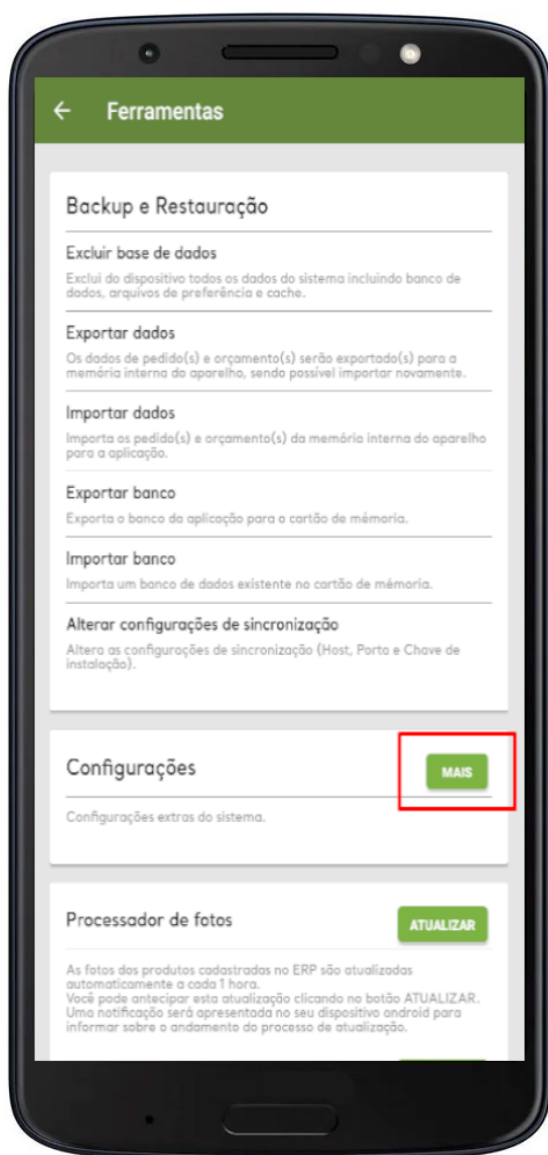 Ferramentas
Backup e Restauração
Excluir base de dados
Exclui do dispositivo todos os dados do sistema incluindo banco de
dados, arquivos de preferência e cache.
Exportar dados
Os dados de pedido(s) e orçamento(s) serão exportado(s) para a
memória interna do aparelho, sendo possível importar novamente.
Importar dados
Importa os pedido(s) e orçamento(s) da memória interna do aparelho
para a aplicação.
Exportar banco
Exporta o banco da aplicação para o cartão de mémoria.
Importar banco
Importa um banco de dados existente no cartão de mémoria.
Alterar configurações de sincronização
Altera as configurações de sincronização (Host, Porta e Chave de
instalação).
Configurações
MAIS
Configurações extras do sistema.
Processador de fotos
ATUALIZAR
As fotos dos produtos cadastradas no ERP são atualizadas
automaticamente a cada 1 hora.
Você pode antecipar esta atualização clicando no botão ATUALIZAR.
Uma notificação será apresentada no seu dispositivo android para
informar sobre o andamento do processo de atualização.